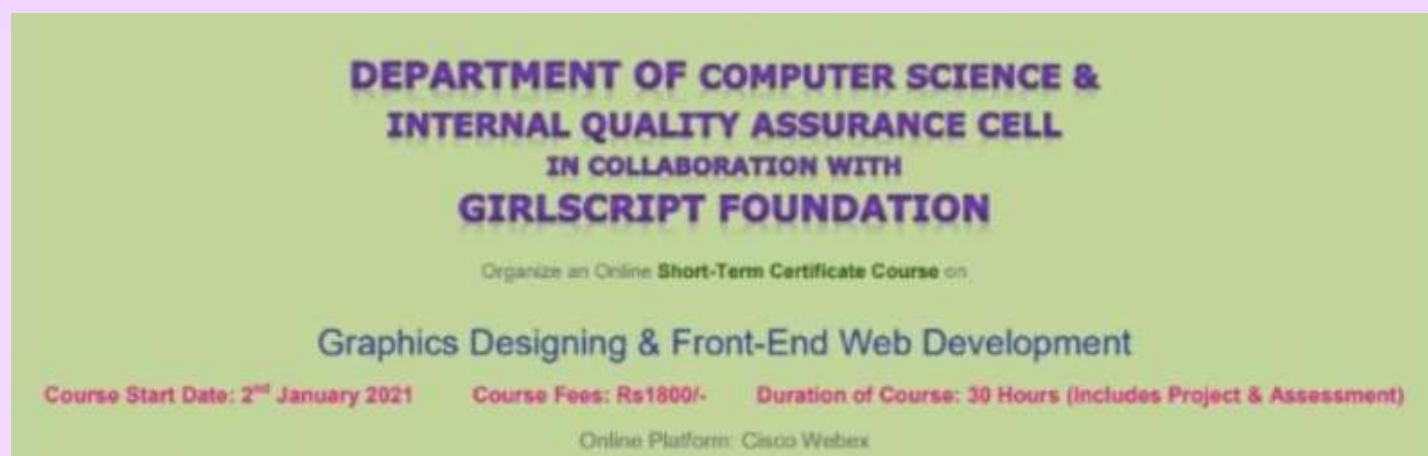 DEPARTMENT OF COMPUTER SCIENCE &
INTERNAL QUALITY ASSURANCE CELL
IN COLLABORATION WITH
GIRLSCRIPT FOUNDATION
Organize an Online Short-Term Certificate Course on
Graphics Designing & Front-End Web Development
Course Start Date: 2nd January 2021 Course Fees: Rs1800/- Duration of Course: 30 Hours (Includes Project & Assessment)
Online Platform: Cisco Webex